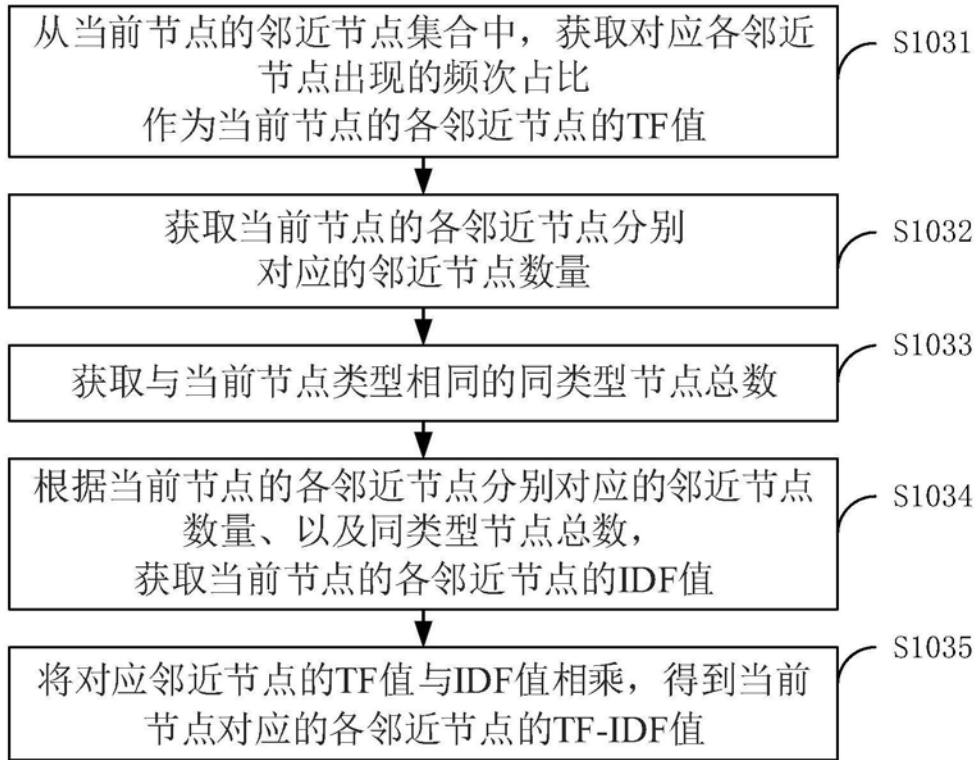 从当前节点的邻近节点集合中，获取对应各邻近
节点出现的频次占比
作为当前节点的各邻近节点的TF值
S1031
获取当前节点的各邻近节点分别
对应的邻近节点数量
S1032
获取与当前节点类型相同的同类型节点总数
S1033
根据当前节点的各邻近节点分别对应的邻近节点
数量、以及同类型节点总数，
获取当前节点的各邻近节点的IDF值
S1034
将对应邻近节点的TF值与IDF值相乘，得到当前
节点对应的各邻近节点的TF-IDF值
S1035